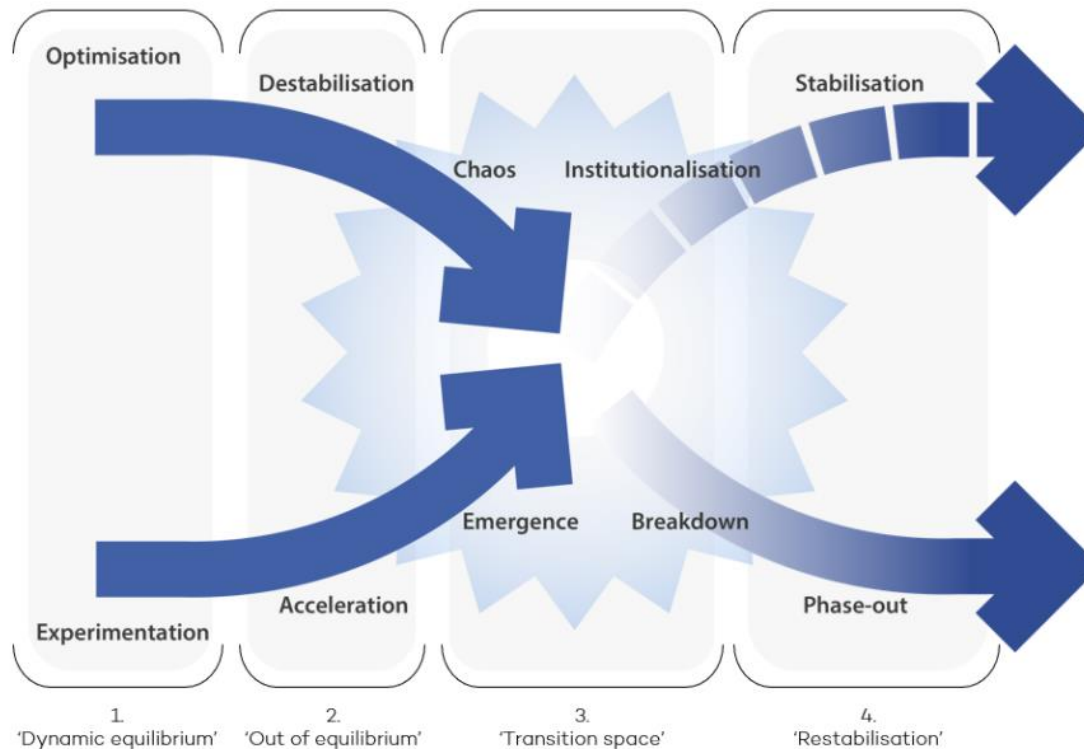 Optimisation
Destabilisation
Stabilisation
Chaos
Institutionalisation
Emergence
Breakdown
Acceleration
Phase-out
Experimentation
1.
'Dynamic equilibrium'
2.
'Out of equilibrium'
3.
'Transition space'
4.
'Restabilisation'